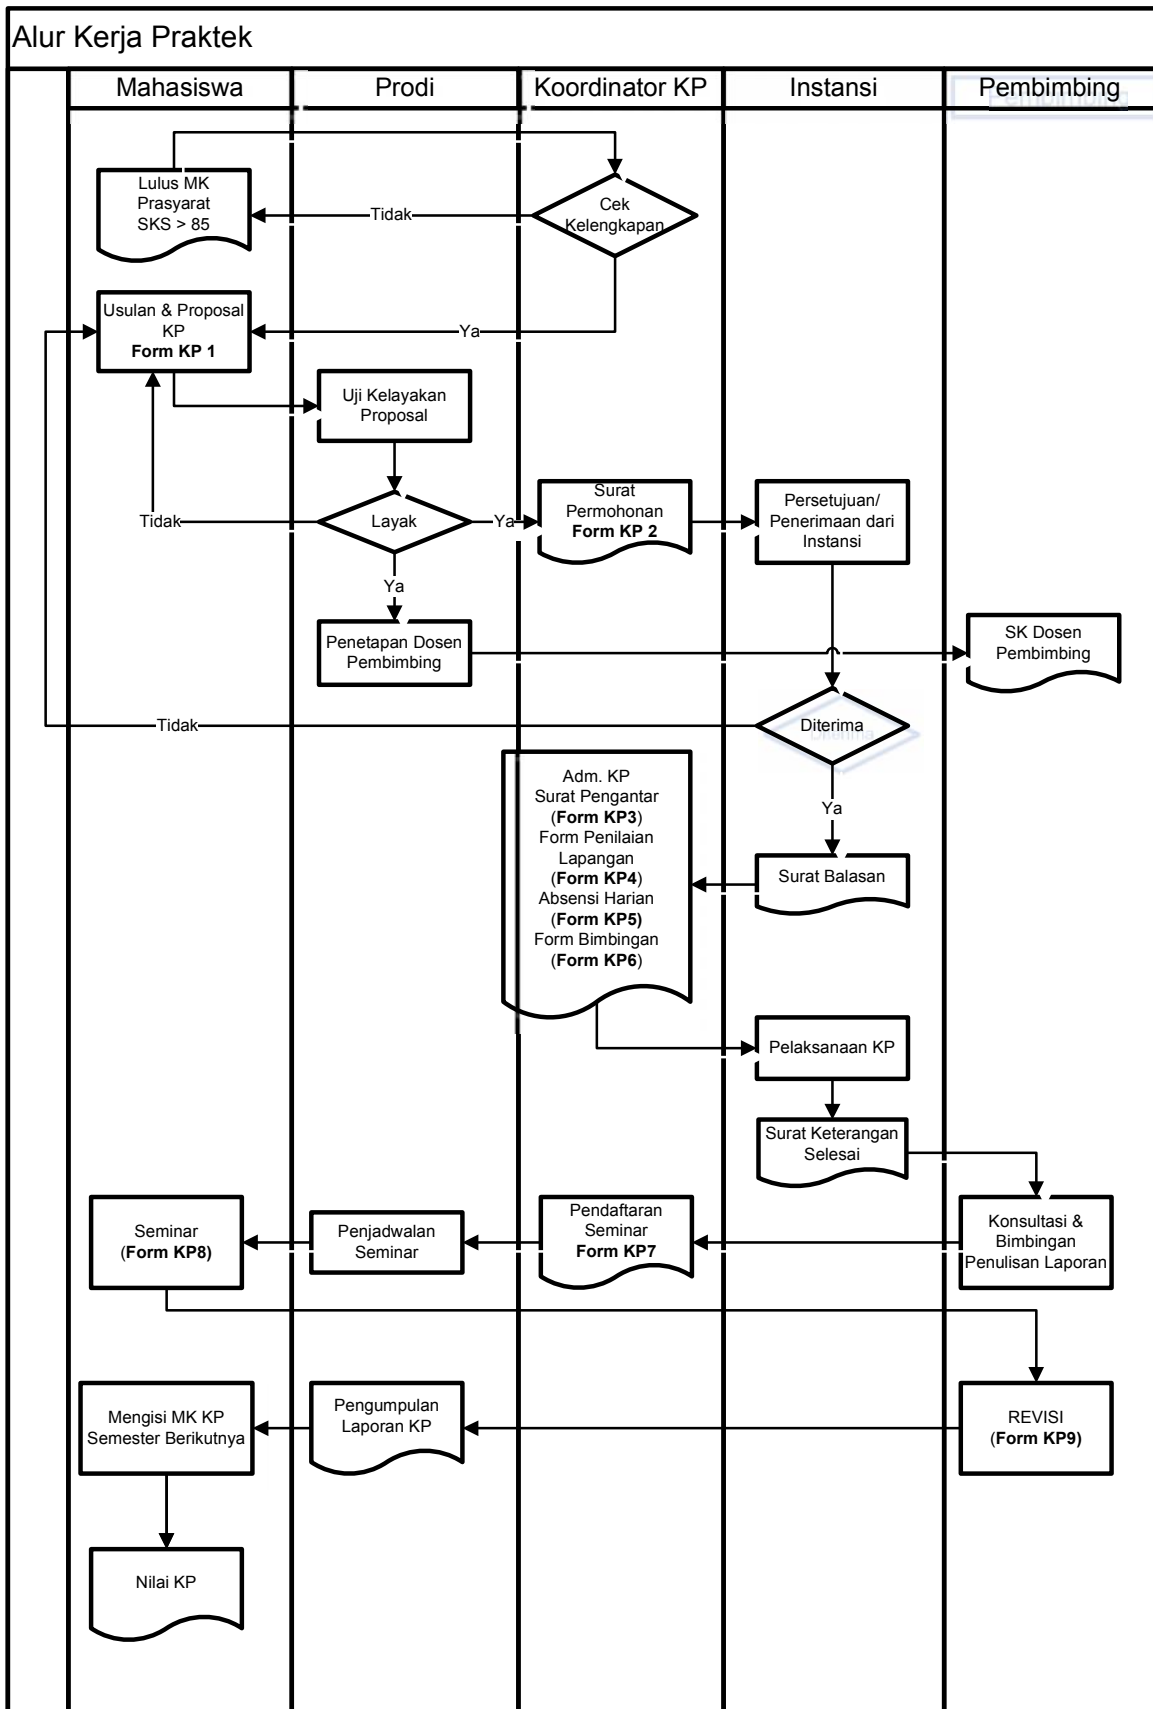 Alur Kerja Praktek
Mahasiswa
Prodi
Koordinator KP
Instansi
Pembimbing
Lulus MK
Prasyarat
SKS > 85
Tidak
Cek
Kelengkapan
Usulan & Proposal
KP
Form KP 1
Ya
Uji Kelayakan
Proposal
Tidak
Layak
Ya
Surat
Permohonan
Form KP 2
Persetujuan/
Penerimaan dari
Instansi
Ya
Penetapan Dosen
Pembimbing
SK Dosen
Pembimbing
Tidak
Diterima
Adm. KP
Surat Pengantar
(Form KP3)
Form Penilaian
Lapangan
(Form KP4)
Absensi Harian
(Form KP5)
Form Bimbingan
(Form KP6)
Ya
Surat Balasan
Pelaksanaan KP
Surat Keterangan
Selesai
Seminar
(Form KP8)
Penjadwalan
Seminar
Pendaftaran
Seminar
Form KP7
Konsultasi &
Bimbingan
Penulisan Laporan
Mengisi MK KP
Semester Berikutnya
Pengumpulan
Laporan KP
REVISI
(Form KP9)
Nilai KP